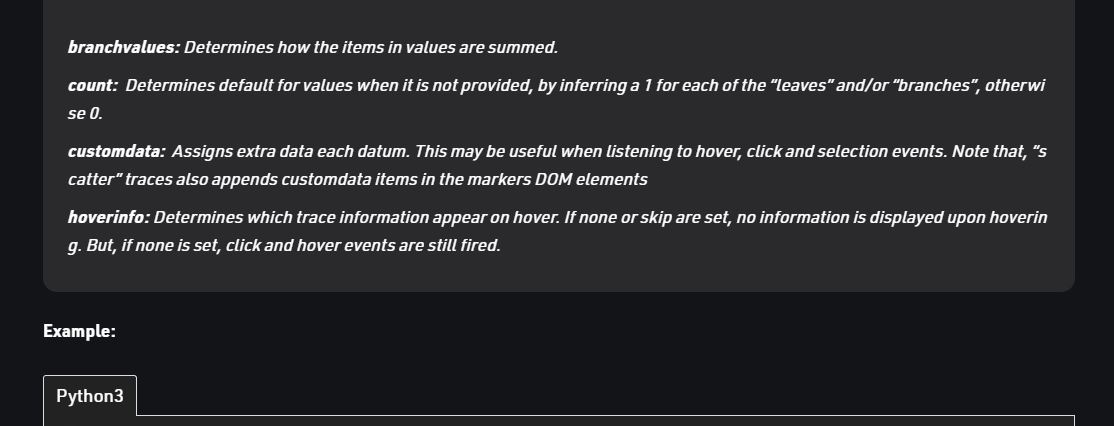 branchvalues: Determines how the items in values are summed.
count:  Determines default for values when it is not provided, by inferring a 1 for each of the “leaves” and/or “branches”, otherwi
se 0.
customdata:  Assigns extra data each datum. This may be useful when listening to hover, click and selection events. Note that, “s
catter” traces also appends customdata items in the markers DOM elements
hoverinfo: Determines which trace information appear on hover. If none or skip are set, no information is displayed upon hoverin
g. But, if none is set, click and hover events are still fired.
Example:
Python3